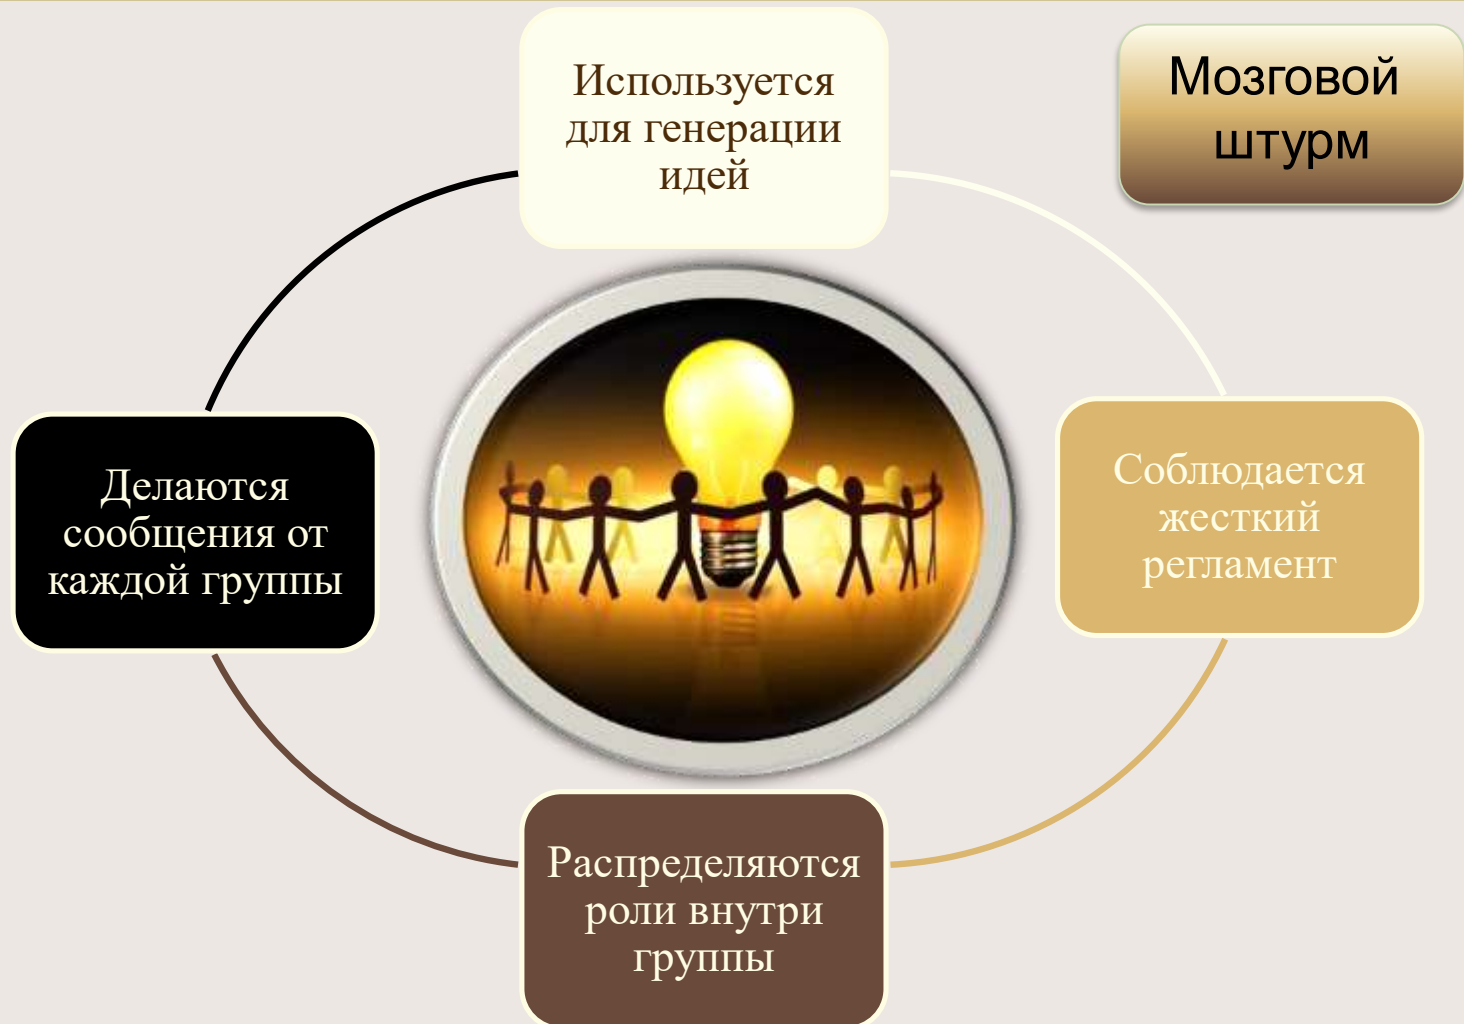 Мозговой
штурм
Используется
для генерации
идей
Соблюдается
жесткий
регламент
Распределяются
роли внутри
группы
Делаются
сообщения от
каждой группы